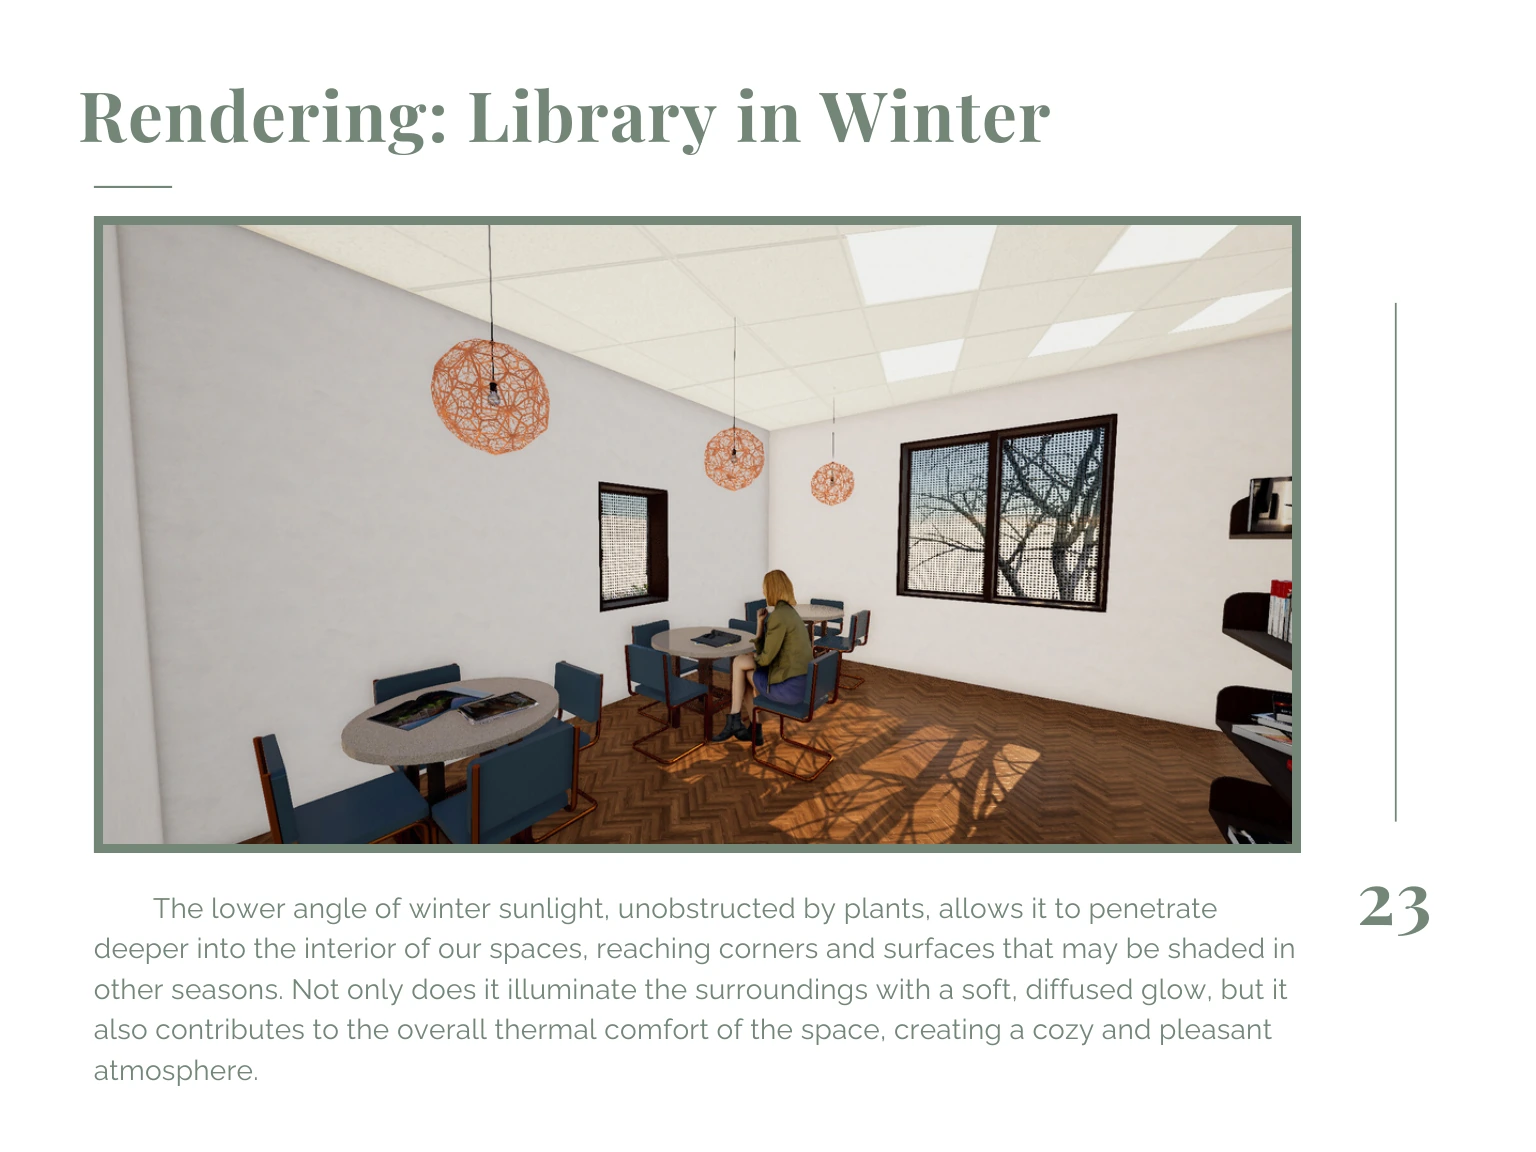 Rendering: Library in Winter
The lower angle of winter sunlight, unobstructed by plants, allows it to penetrate
deeper into the interior of our spaces, reaching corners and surfaces that may be shaded in
other seasons. Not only does it illuminate the surroundings with a soft, diffused glow, but it
also contributes to the overall thermal comfort of the space, creating a cozy and pleasant
atmosphere.
23